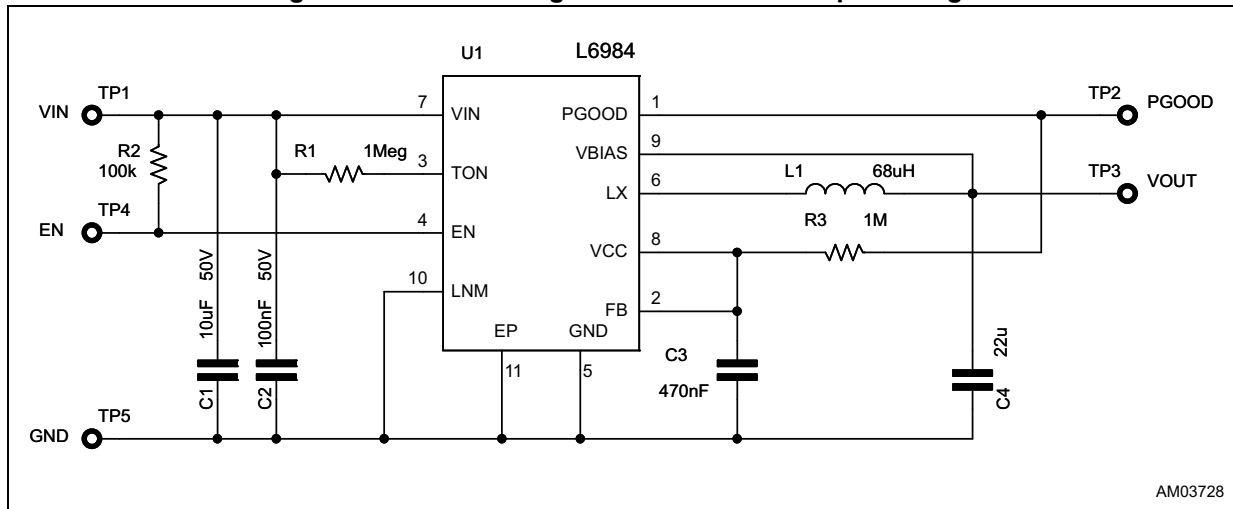 U1 L6984
VIN TP1
7 VIN
PGOOD 1
TP2 PGOOD
VBIAS 9
R2
100k
R1 1Meg
3 TON
LX 6
L1 68uH
TP3 VOUT
EN TP4
4 EN
R3 1M
VCC 8
10 LNM
FB 2
10uF 50V
100nF 50V
EP
GND
11
5
C1
C2
C3
470nF
22u
C4
GND TP5
AM03728